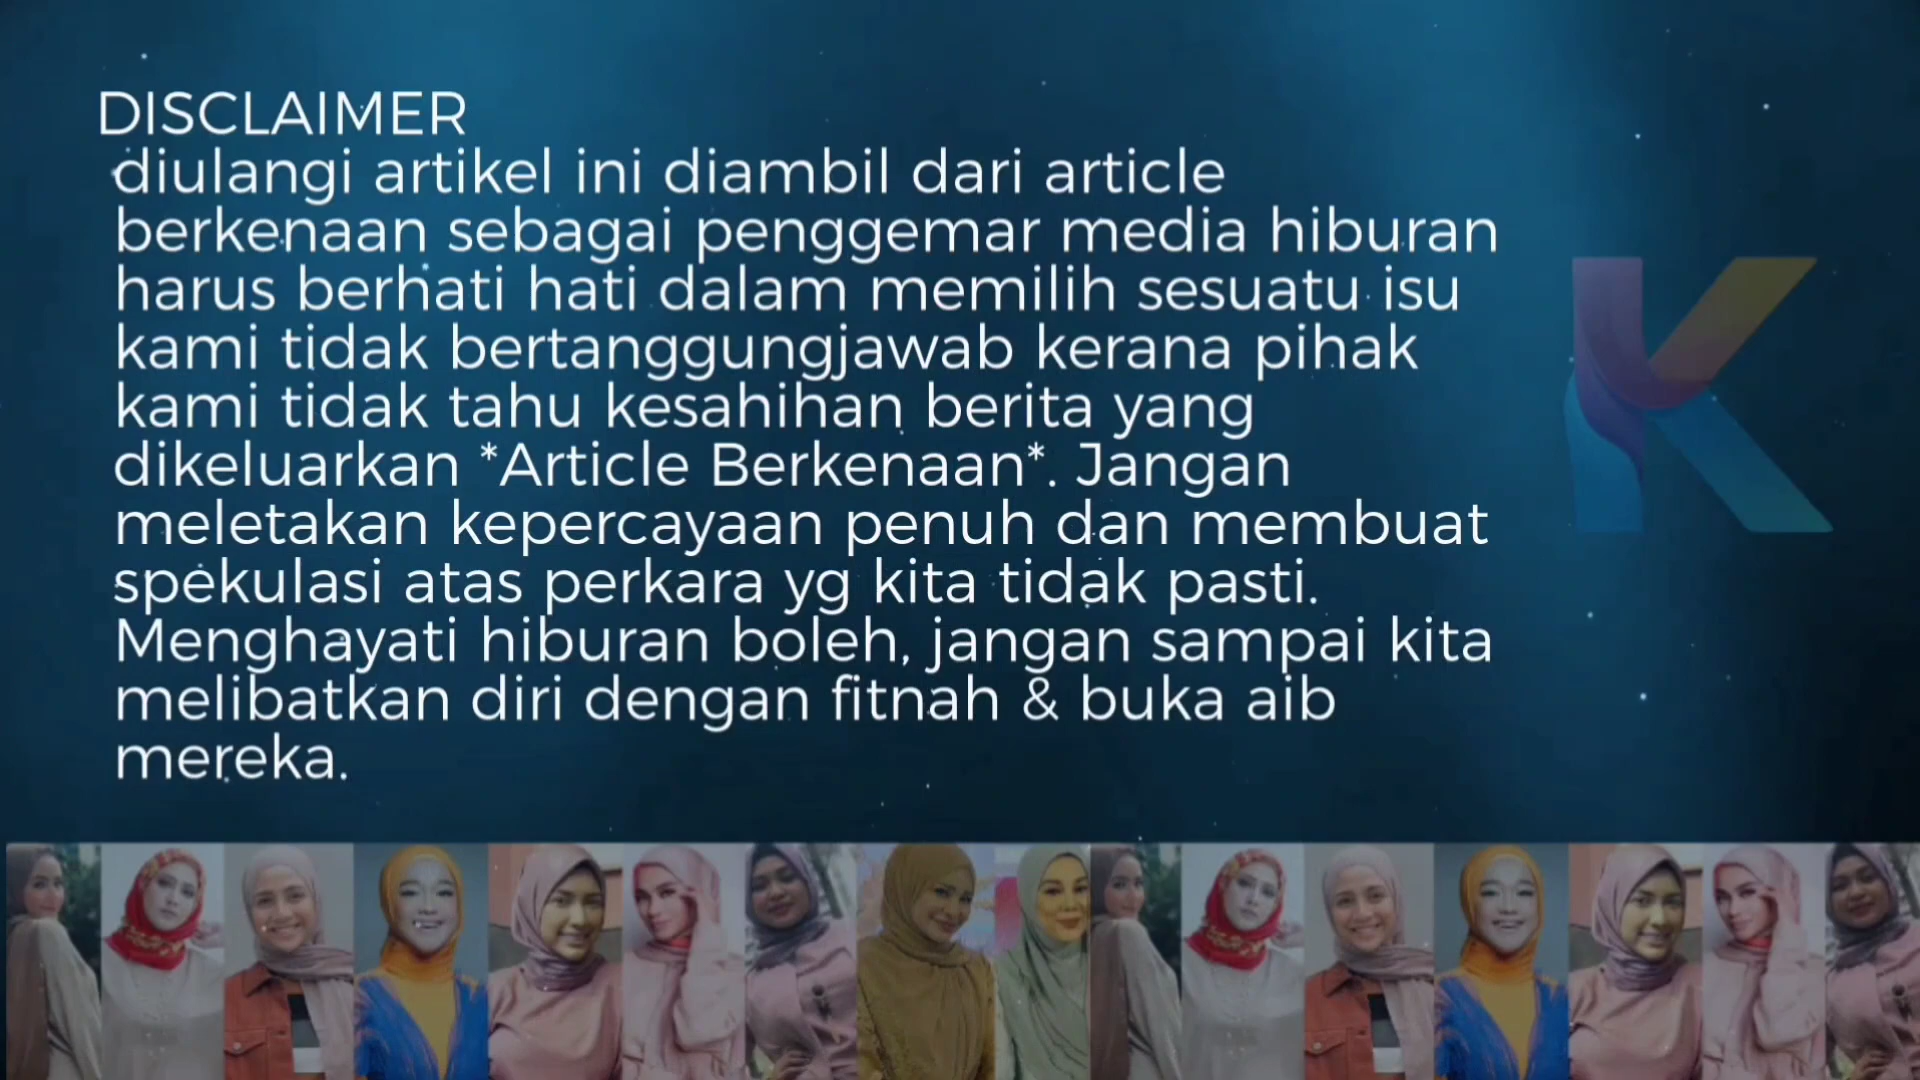 DISCLAIMER
diulangi artikel ini diambil dari article
berkenaan sebagai penggemar media hiburan
harus berhati hati dalam memilih sesuatu isu
kami tidak bertanggungjawab kerana pihak
kami tidak tahu kesahihan berita yang
dikeluarkan *Article Berkenaan*. Jangan
meletakan kepercayaan penuh dan membuat
spekulasi atas perkara yg kita tidak pasti.
Menghayati hiburan boleh, jangan sampai kita
melibatkan diri dengan fitnah & buka aib
mereka.
K